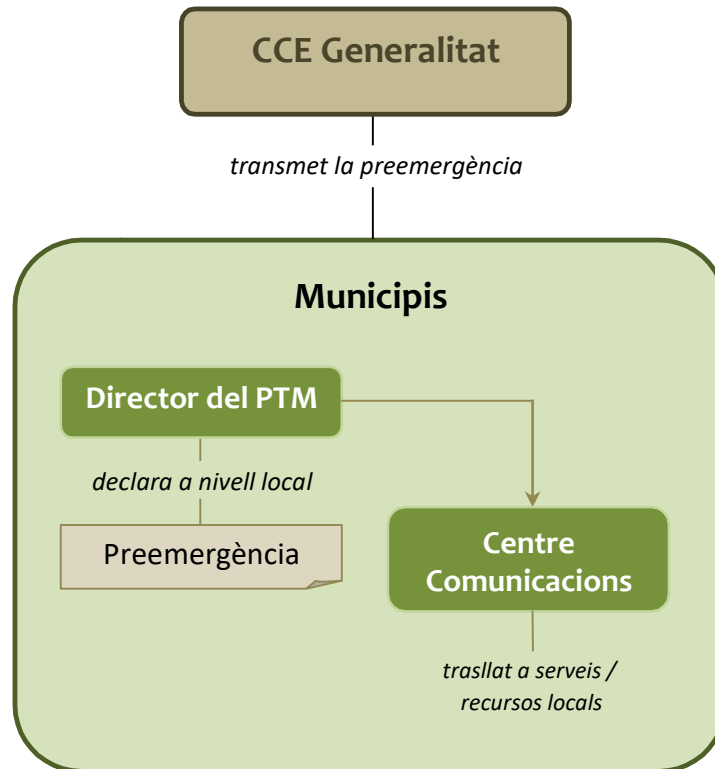 CCE Generalitat
transmet la preemergència
Municipis
Director del PTM
declara a nivell local
Preemergència
Centre
Comunicacions
trasllat a serveis /
recursos locals